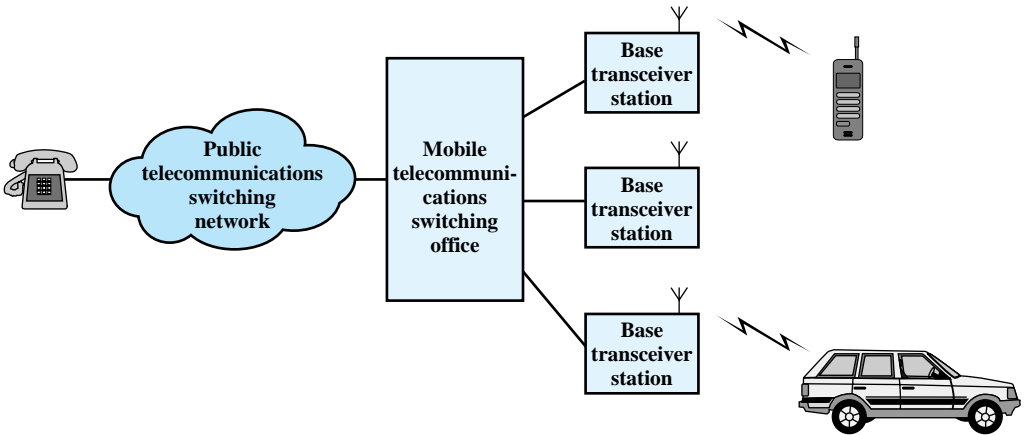 Public
telecommunications
switching
network
Mobile
telecommuni-
cations
switching
office
Base
transceiver
station
Base
transceiver
station
Base
transceiver
station